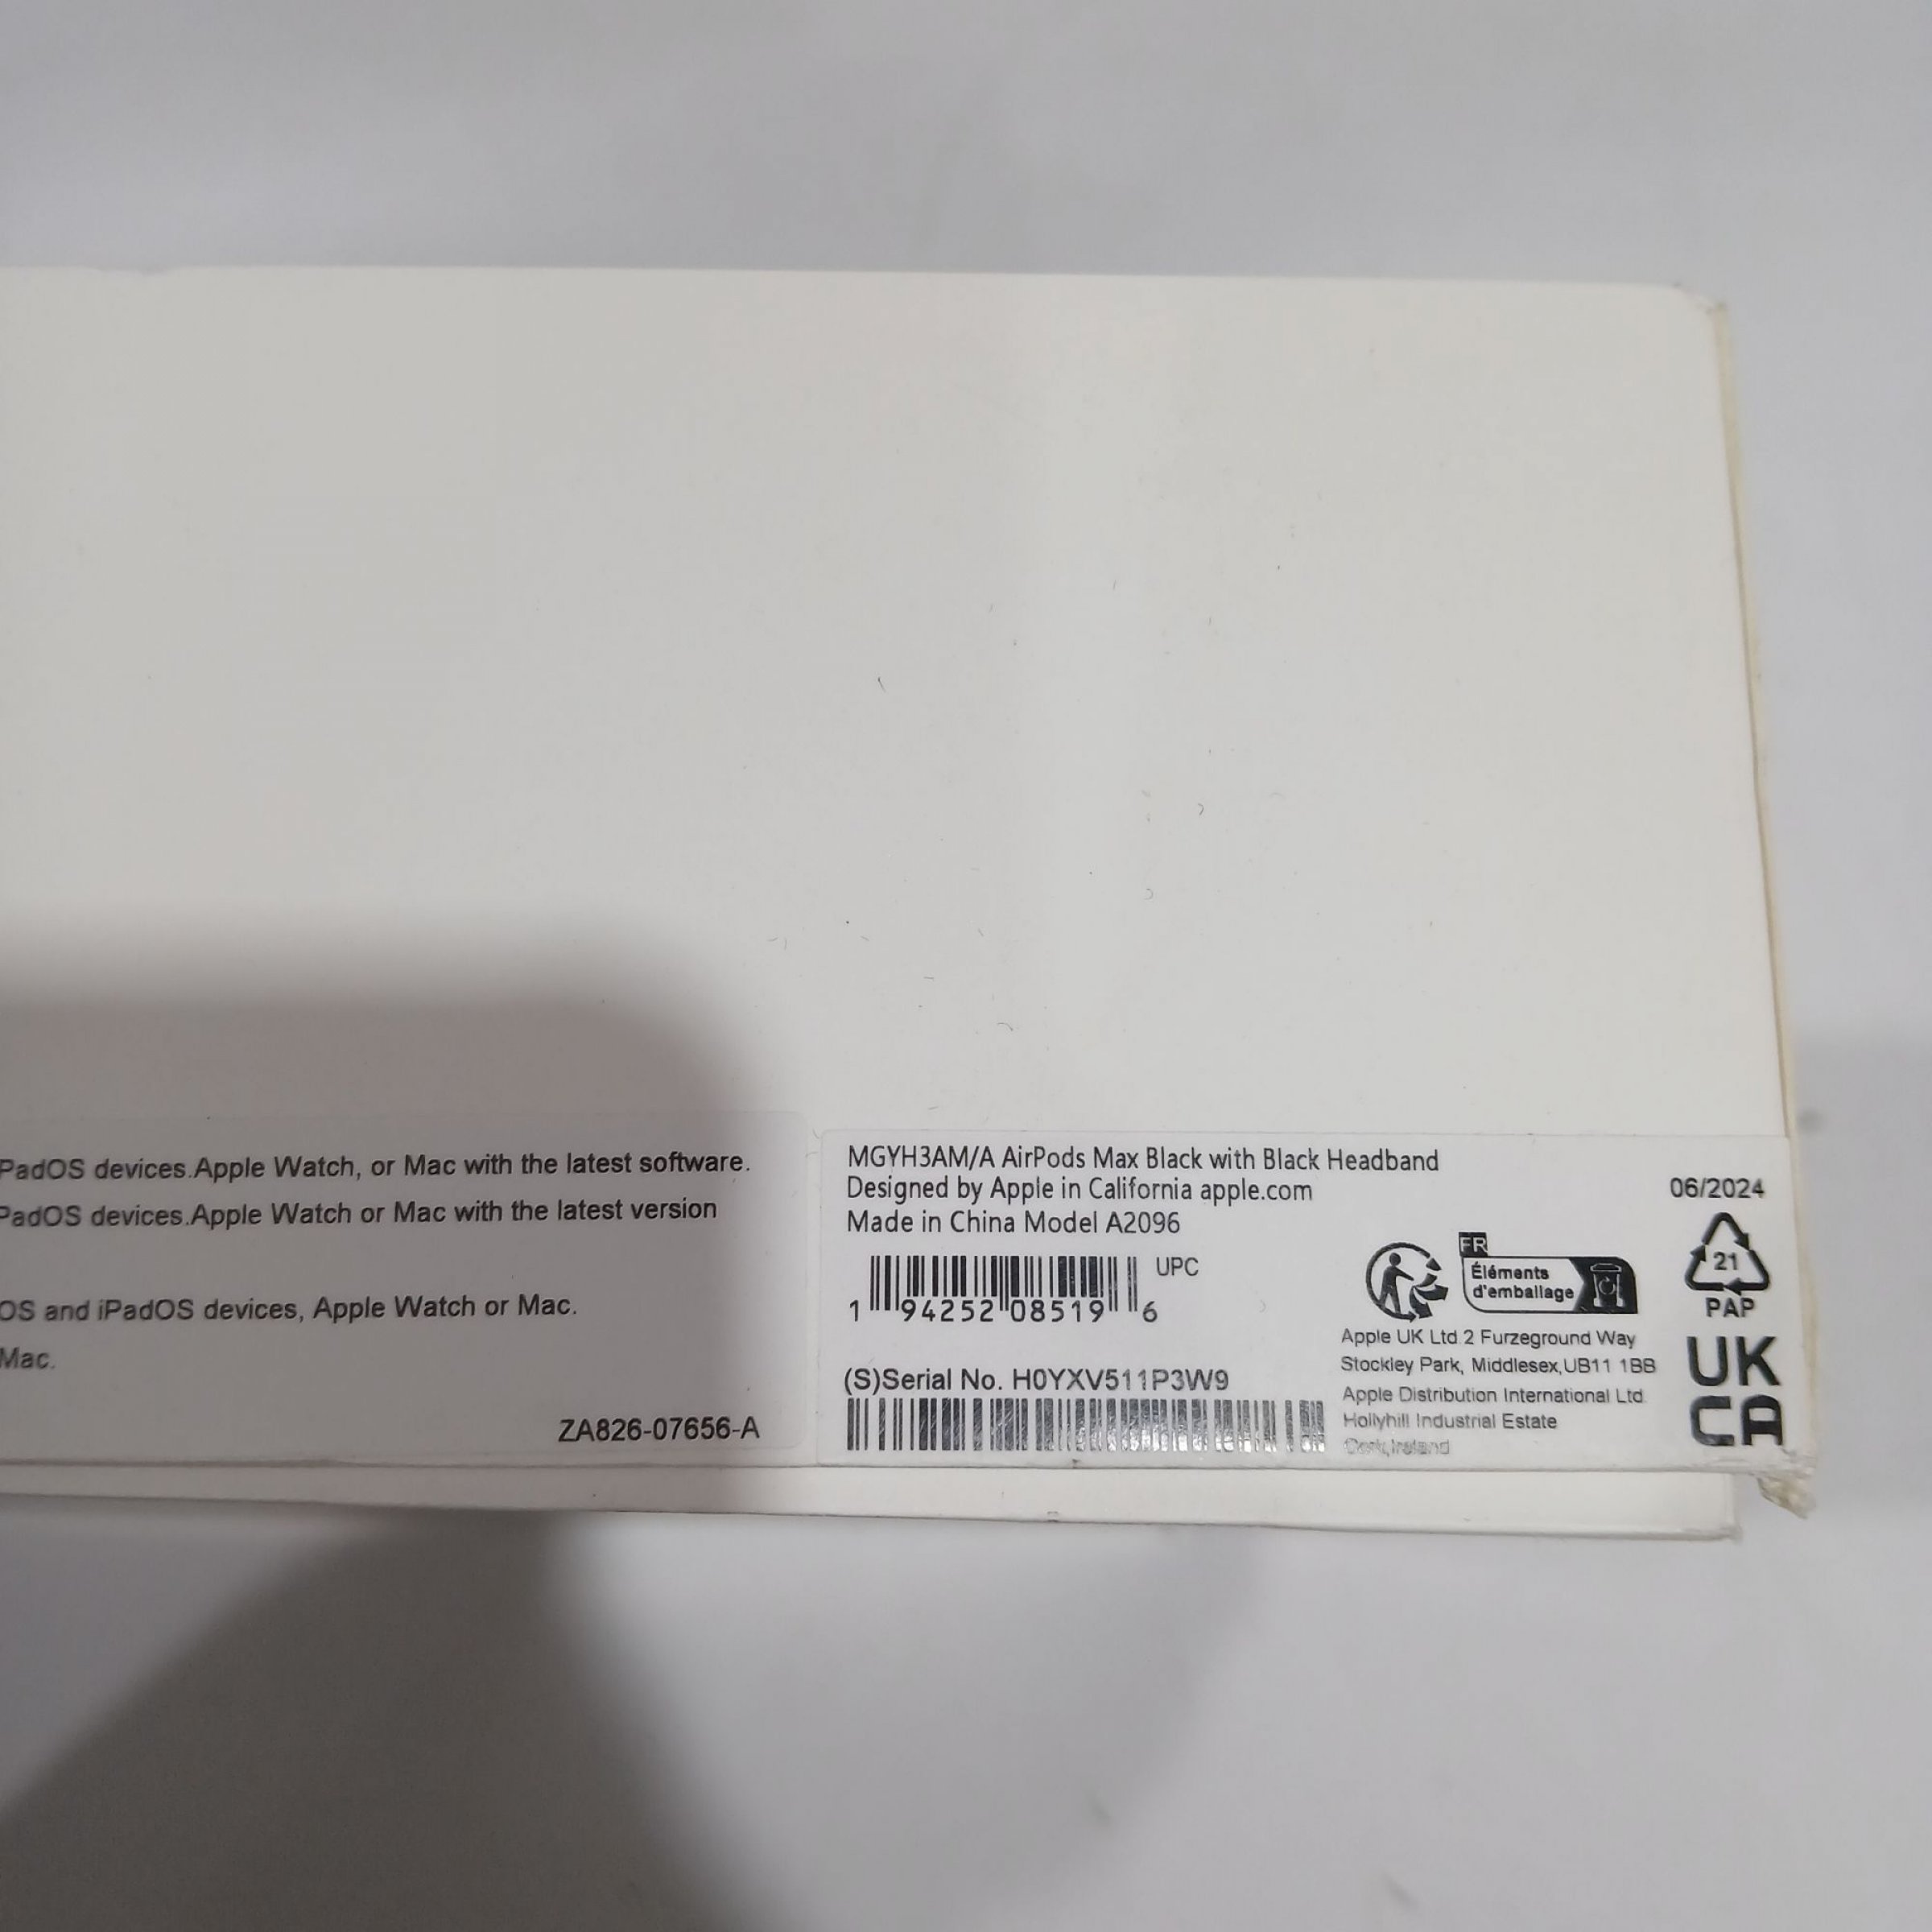 PadOS devices.Apple Watch, or Mac with the latest software.
PadOS devices.Apple Watch or Mac with the latest version
OS and iPadOS devices, Apple Watch or Mac.
Mac.
ZA826-07656-A
MGYH3AM/A AirPods Max Black with Black Headband
Designed by Apple in California apple.com
Made in China Model A2096
UPC
1 94252 08519 6
(S)Serial No. H0YXV511P3W9
06/2024
FR
Éléments
d'emballage
21
PAP
Apple UK Ltd 2 Furzeground Way
Stockley Park, Middlesex,UB11 1BB
Apple Distribution International Ltd.
Hollyhill Industrial Estate
Cork,Ireland
UK
CA